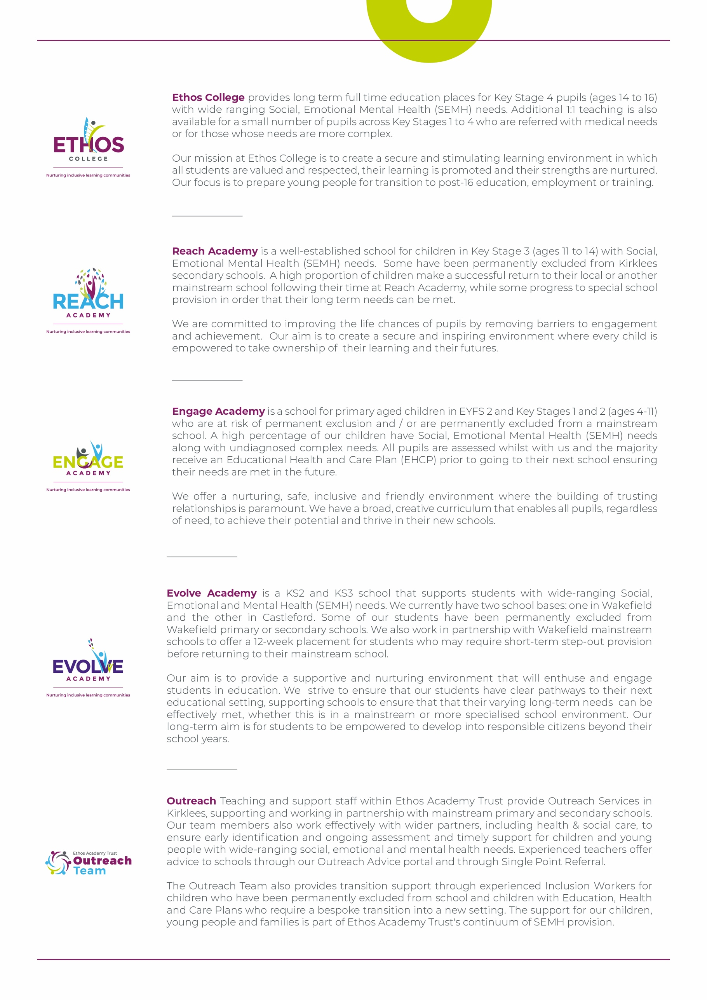 ETHOS
COLLEGE
Nurturing inclusive learning communities
Ethos College provides long term full time education places for Key Stage 4 pupils (ages 14 to 16)
with wide ranging Social, Emotional Mental Health (SEMH) needs. Additional 1:1 teaching is also
available for a small number of pupils across Key Stages 1 to 4 who are referred with medical needs
or for those whose needs are more complex.
Our mission at Ethos College is to create a secure and stimulating learning environment in which
all students are valued and respected, their learning is promoted and their strengths are nurtured.
Our focus is to prepare young people for transition to post-16 education, employment or training.
REACH
ACADEMY
Nurturing inclusive learning communities
Reach Academy is a well-established school for children in Key Stage 3 (ages 11 to 14) with Social,
Emotional Mental Health (SEMH) needs. Some have been permanently excluded from Kirklees
secondary schools. A high proportion of children make a successful return to their local or another
mainstream school following their time at Reach Academy, while some progress to special school
provision in order that their long term needs can be met.
We are committed to improving the life chances of pupils by removing barriers to engagement
and achievement. Our aim is to create a secure and inspiring environment where every child is
empowered to take ownership of their learning and their futures.
ENGAGE
ACADEMY
Nurturing inclusive learning communities
Engage Academy is a school for primary aged children in EYFS 2 and Key Stages 1 and 2 (ages 4-11)
who are at risk of permanent exclusion and / or are permanently excluded from a mainstream
school. A high percentage of our children have Social, Emotional Mental Health (SEMH) needs
along with undiagnosed complex needs. All pupils are assessed whilst with us and the majority
receive an Educational Health and Care Plan (EHCP) prior to going to their next school ensuring
their needs are met in the future.
We offer a nurturing, safe, inclusive and friendly environment where the building of trusting
relationships is paramount. We have a broad, creative curriculum that enables all pupils, regardless
of need, to achieve their potential and thrive in their new schools.
EVOLVE
ACADEMY
Nurturing inclusive learning communities
Evolve Academy is a KS2 and KS3 school that supports students with wide-ranging Social,
Emotional and Mental Health (SEMH) needs. We currently have two school bases: one in Wakefield
and the other in Castleford. Some of our students have been permanently excluded from
Wakefield primary or secondary schools. We also work in partnership with Wakefield mainstream
schools to offer a 12-week placement for students who may require short-term step-out provision
before returning to their mainstream school.
Our aim is to provide a supportive and nurturing environment that will enthuse and engage
students in education. We strive to ensure that our students have clear pathways to their next
educational setting, supporting schools to ensure that that their varying long-term needs can be
effectively met, whether this is in a mainstream or more specialised school environment. Our
long-term aim is for students to be empowered to develop into responsible citizens beyond their
school years.
Ethos Academy Trust
Outreach
Team
Outreach Teaching and support staff within Ethos Academy Trust provide Outreach Services in
Kirklees, supporting and working in partnership with mainstream primary and secondary schools.
Our team members also work effectively with wider partners, including health & social care, to
ensure early identification and ongoing assessment and timely support for children and young
people with wide-ranging social, emotional and mental health needs. Experienced teachers offer
advice to schools through our Outreach Advice portal and through Single Point Referral.
The Outreach Team also provides transition support through experienced Inclusion Workers for
children who have been permanently excluded from school and children with Education, Health
and Care Plans who require a bespoke transition into a new setting. The support for our children,
young people and families is part of Ethos Academy Trust's continuum of SEMH provision.